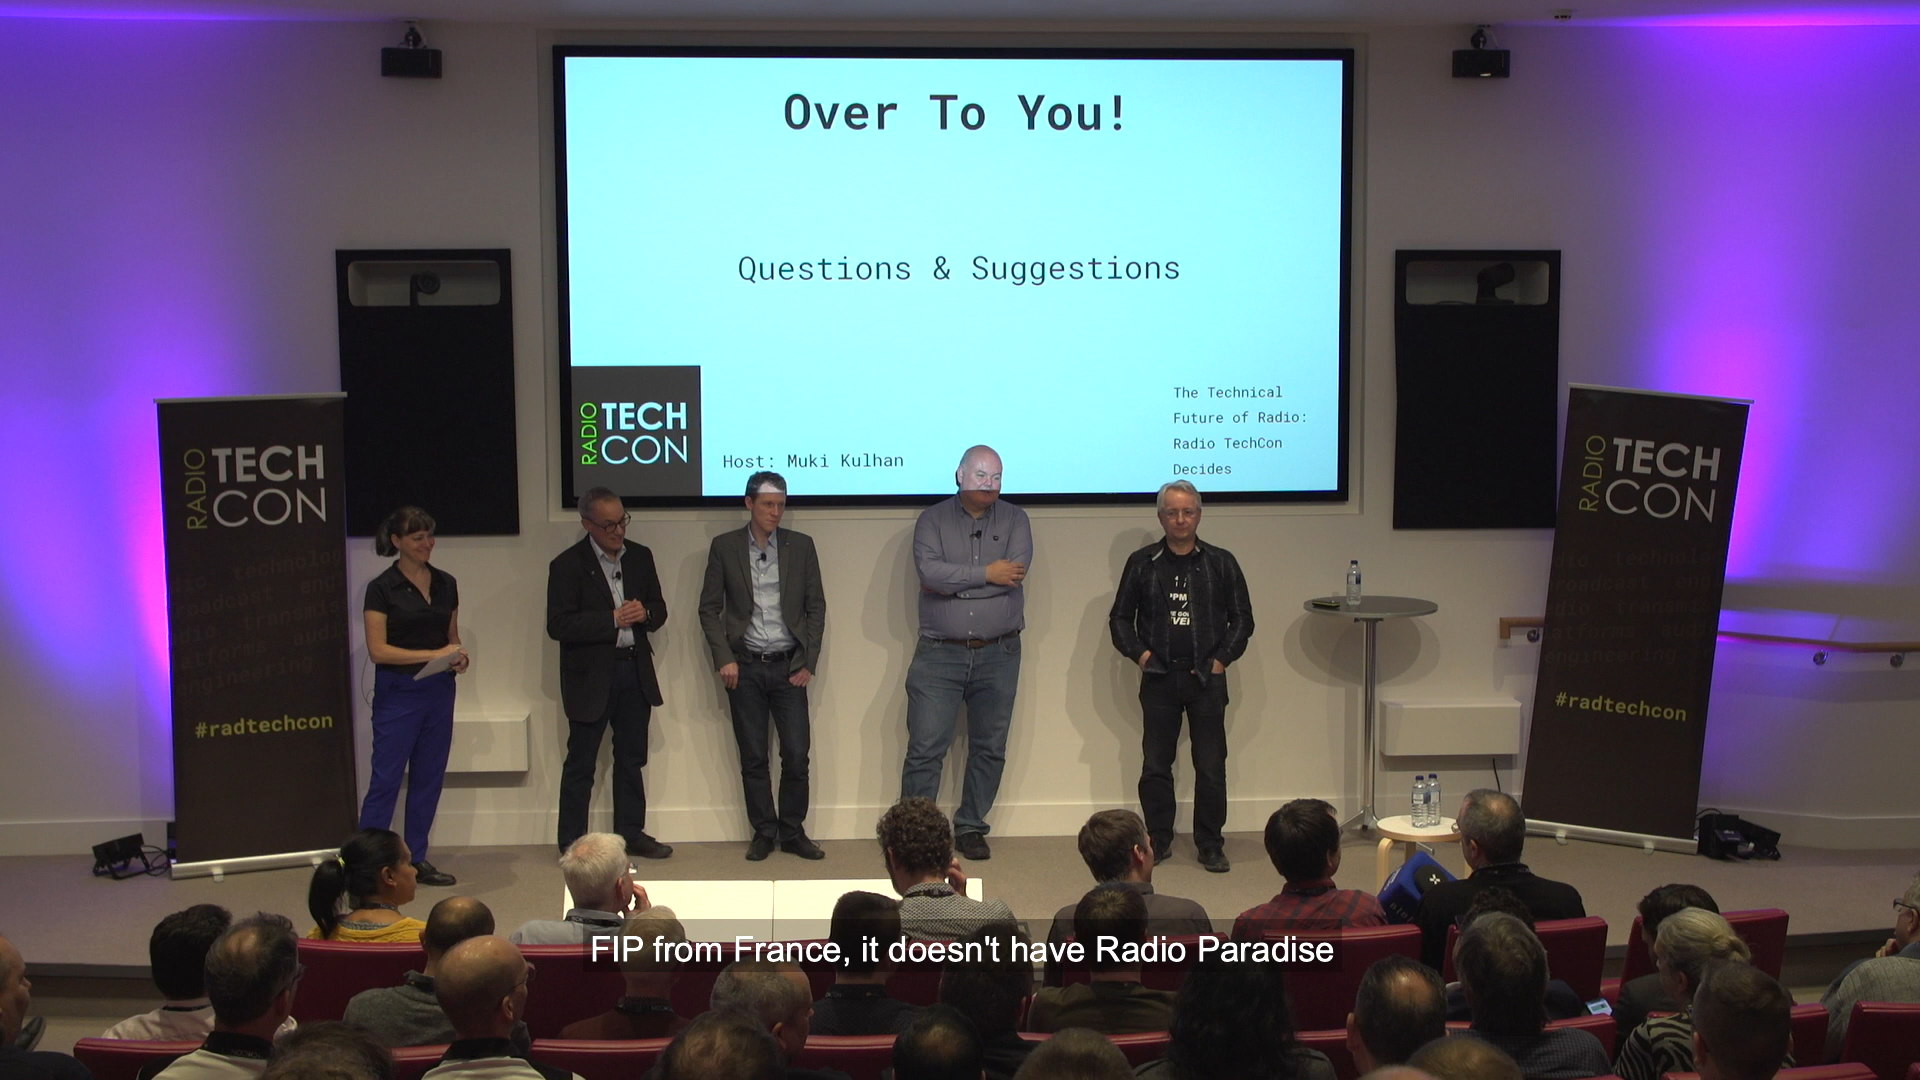 Over To You!
Questions & Suggestions
RADIO
TECH
CON
Host: Muki Kulhan
The Technical
Future of Radio:
Radio TechCon
Decides
RADIO
TECH
CON
#radtechcon
RADIO
TECH
CON
#radtechcon
FIP from France, it doesn't have Radio Paradise